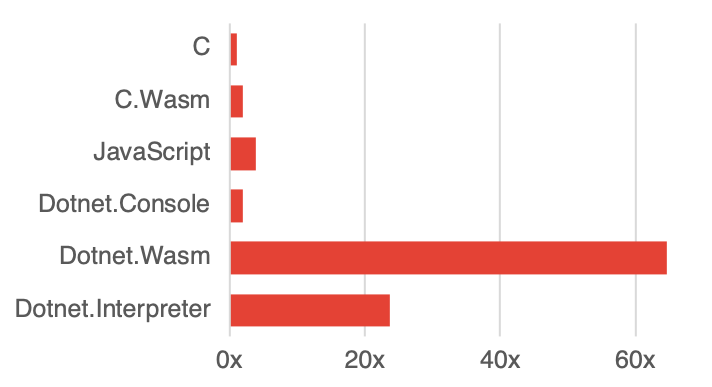 C
C.Wasm
JavaScript
Dotnet.Console
Dotnet.Wasm
Dotnet.Interpreter
0x 20x 40x 60x